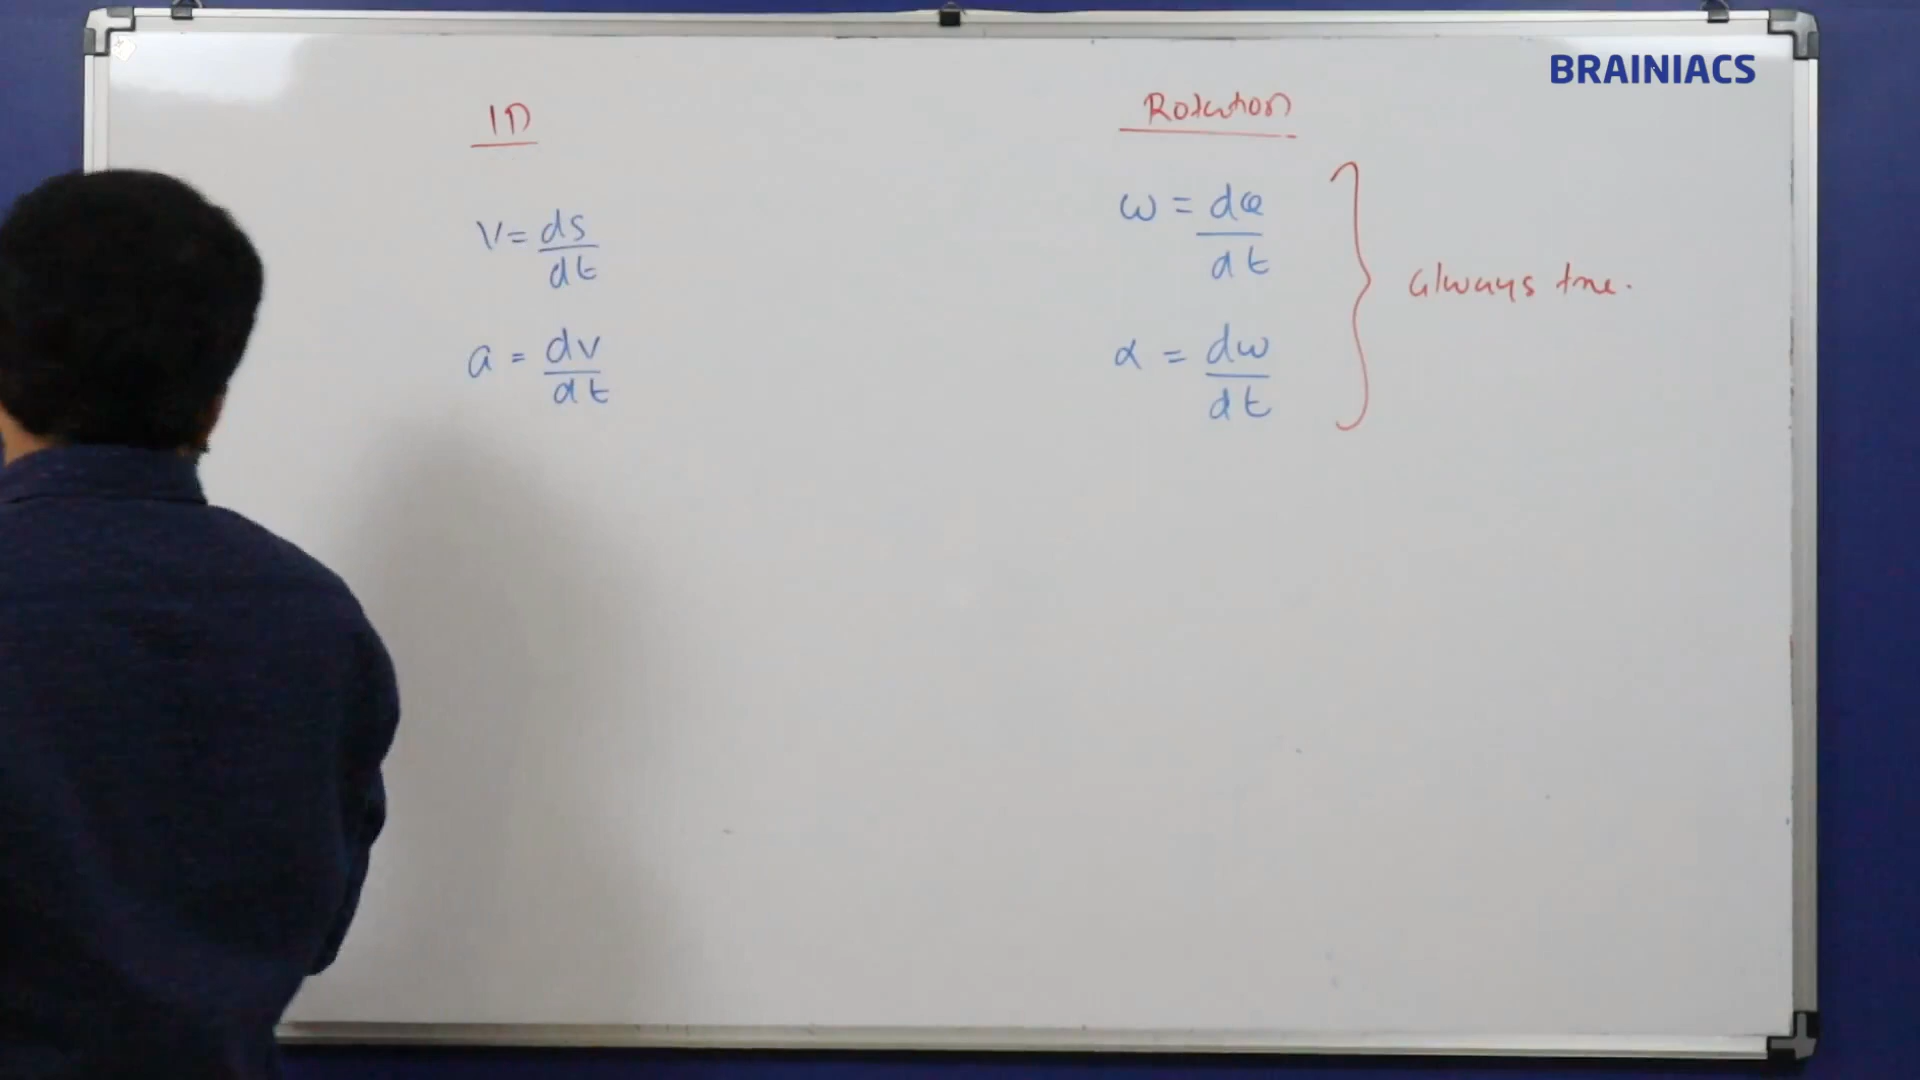 BRAINIACS
1D
V = ds/dt
a = dv/dt
Rotation
ω = dθ/dt
α = dω/dt
always true.